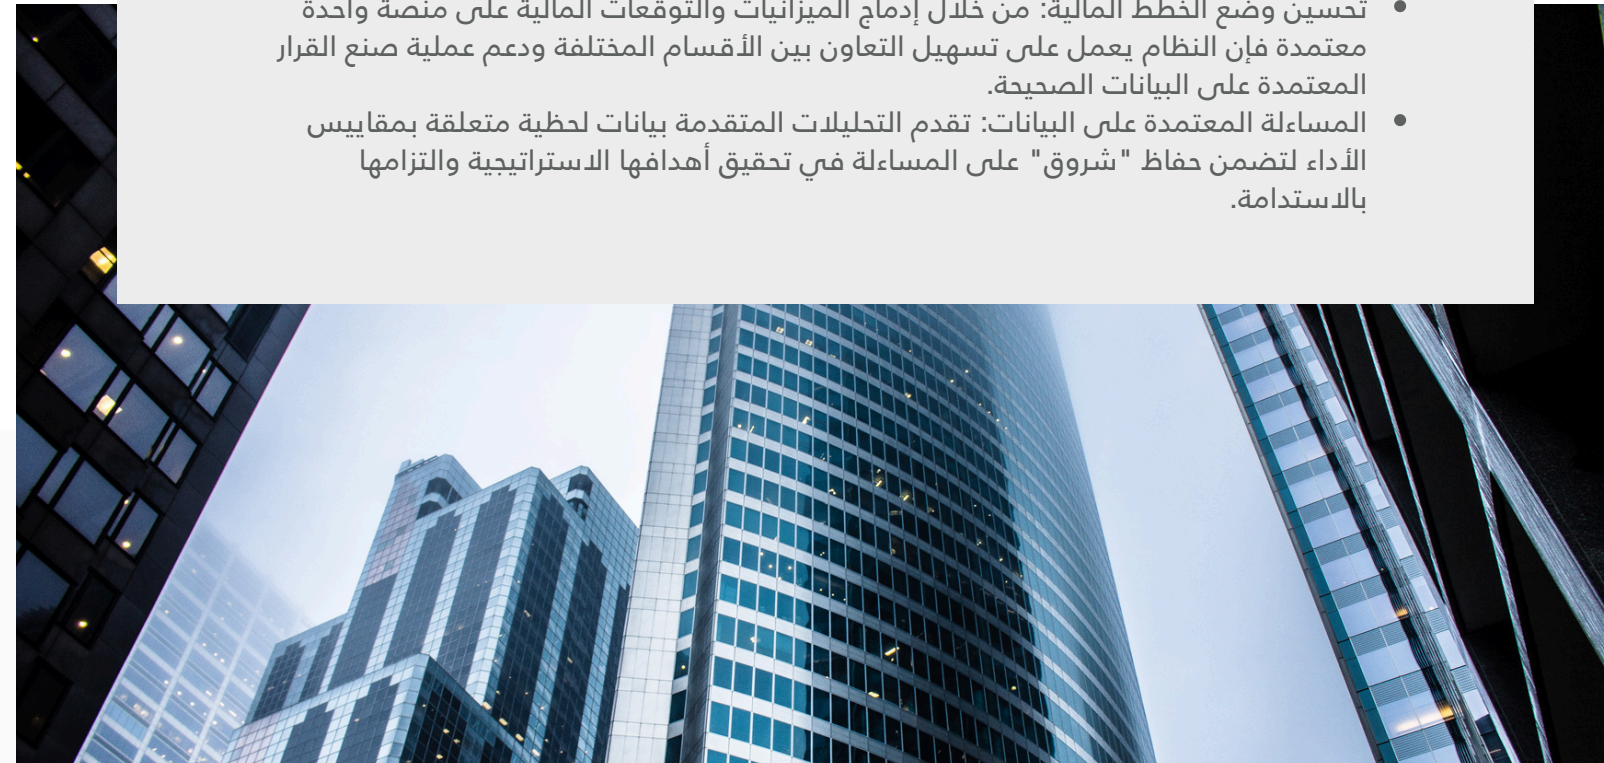 تحسين وضع الخطط المالية: من خلال إدماج الميزانيات والتوقعات المالية على منصة واحدة
معتمدة فإن النظام يعمل على تسهيل التعاون بين الأقسام المختلفة ودعم عملية صنع القرار
المعتمدة على البيانات الصحيحة.
المساءلة المعتمدة على البيانات: تقدم التحليلات المتقدمة بيانات لحظية متعلقة بمقاييس
الأداء لتضمن حفاظ "شروق" على المساءلة في تحقيق أهدافها الاستراتيجية والتزامها
بالاستدامة.